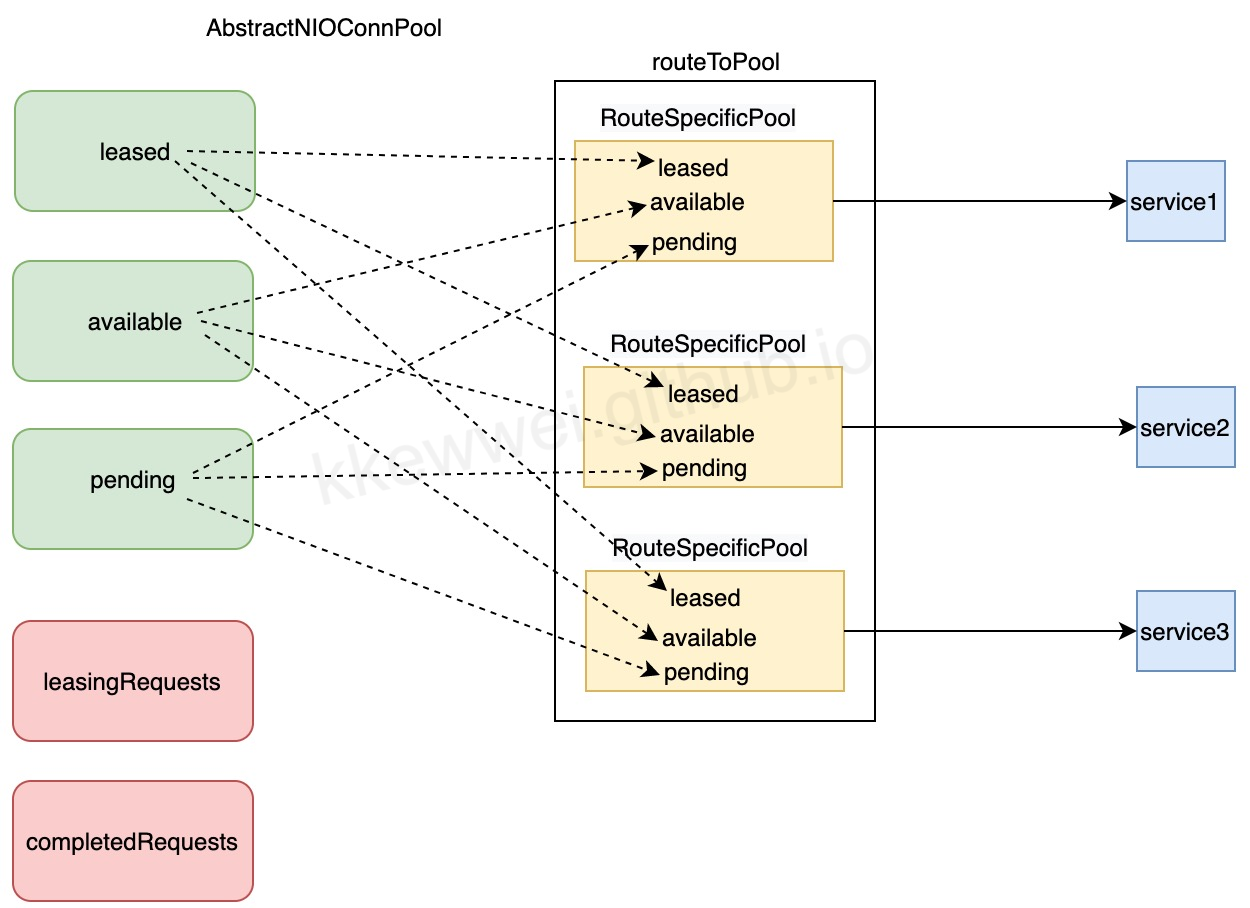 AbstractNIOConnPool
routeToPool
leased
available
pending
leasingRequests
completedRequests
RouteSpecificPool
leased
available
pending
RouteSpecificPool
leased
available
pending
RouteSpecificPool
leased
available
pending
service1
service2
service3
kkewwei.github.io